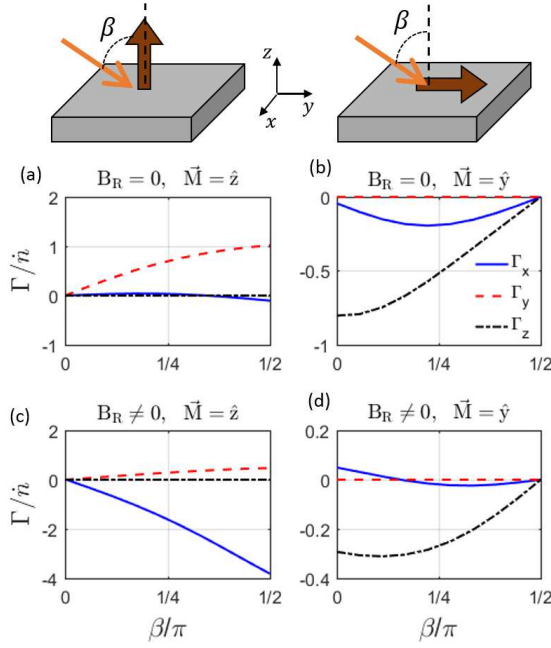 β β
z
y
x
(a) B_R = 0, M⃗ = ẑ
(b) B_R = 0, M⃗ = ŷ
2
1
0
-1
Γ/ṅ
0 1/4 1/2
0
-0.5
-1
Γ_x
Γ_y
Γ_z
0 1/4 1/2
(c) B_R ≠ 0, M⃗ = ẑ
(d) B_R ≠ 0, M⃗ = ŷ
2
0
-2
-4
Γ/ṅ
0 1/4 1/2
β/π
0.2
0
-0.2
-0.4
0 1/4 1/2
β/π